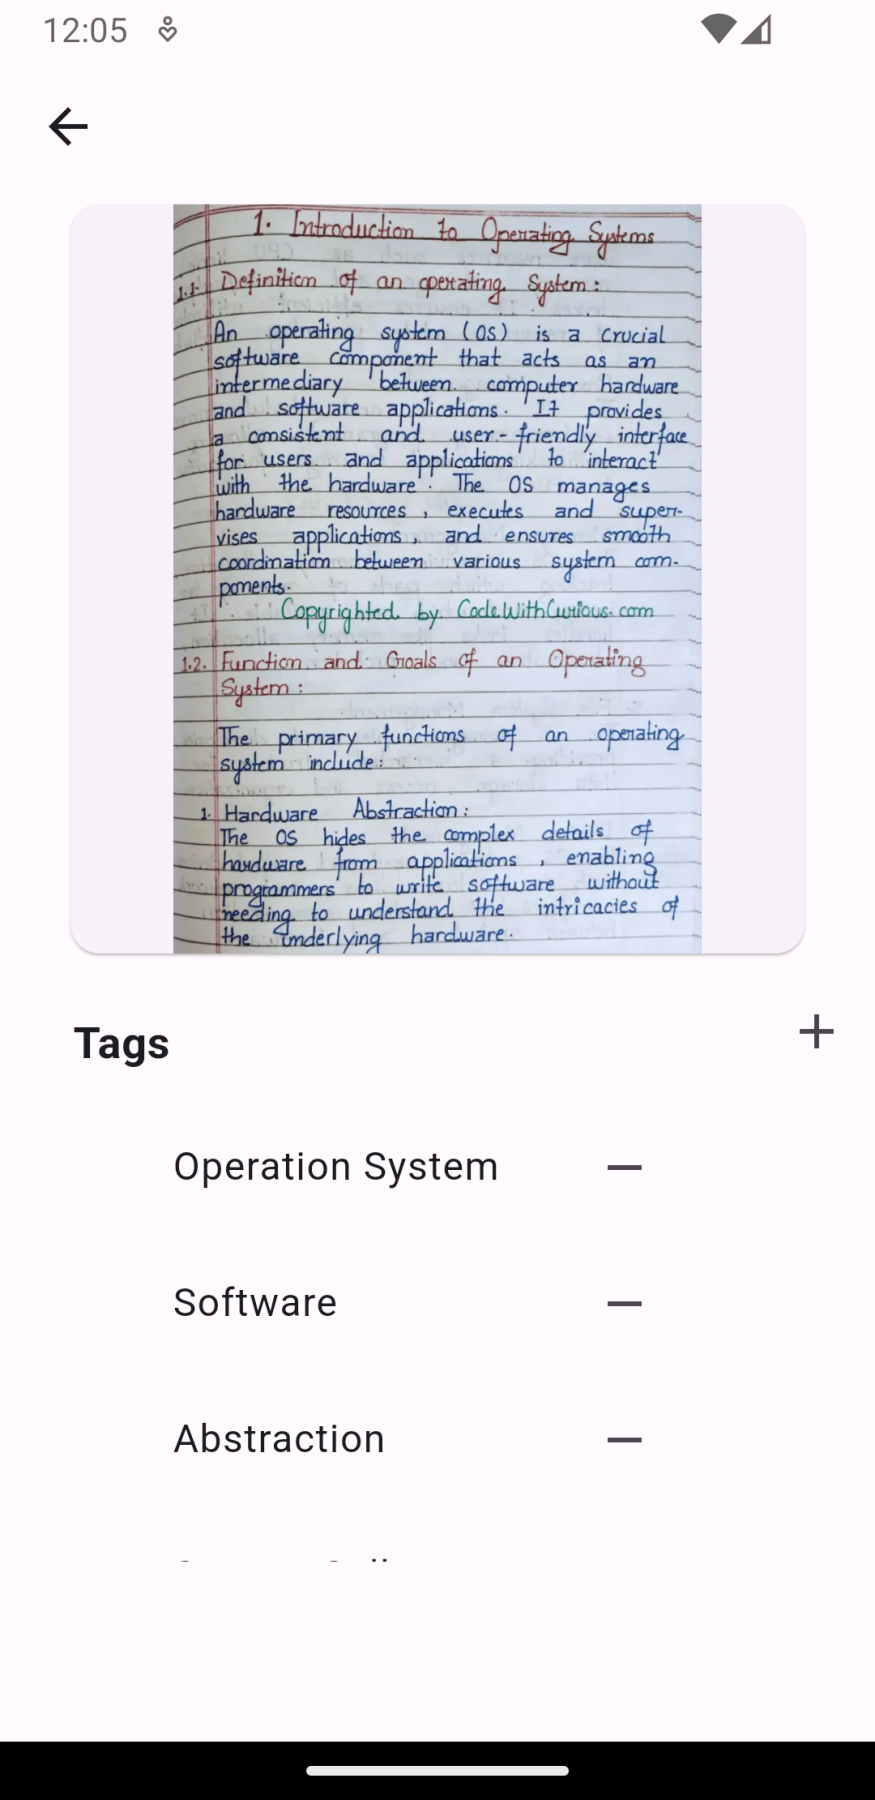 12:05
1. Introduction to Operating Systems
1.1. Definition of an operating System :
An operating system (OS) is a crucial
software component that acts as an
intermediary between computer hardware
and software applications. It provides
a consistent and user-friendly interface
for users and applications to interact
with the hardware. The OS manages
hardware resources, executes and super-
vises applications, and ensures smooth
coordination between various system com-
ponents.
Copyrighted by CodeWithCurious.com
1.2. Function and Goals of an Operating
System :
The primary functions of an operating
system include:
1. Hardware Abstraction :
The OS hides the complex details of
hardware from applications, enabling
programmers to write software without
needing to understand the intricacies of
the underlying hardware.
Tags
Operation System
Software
Abstraction